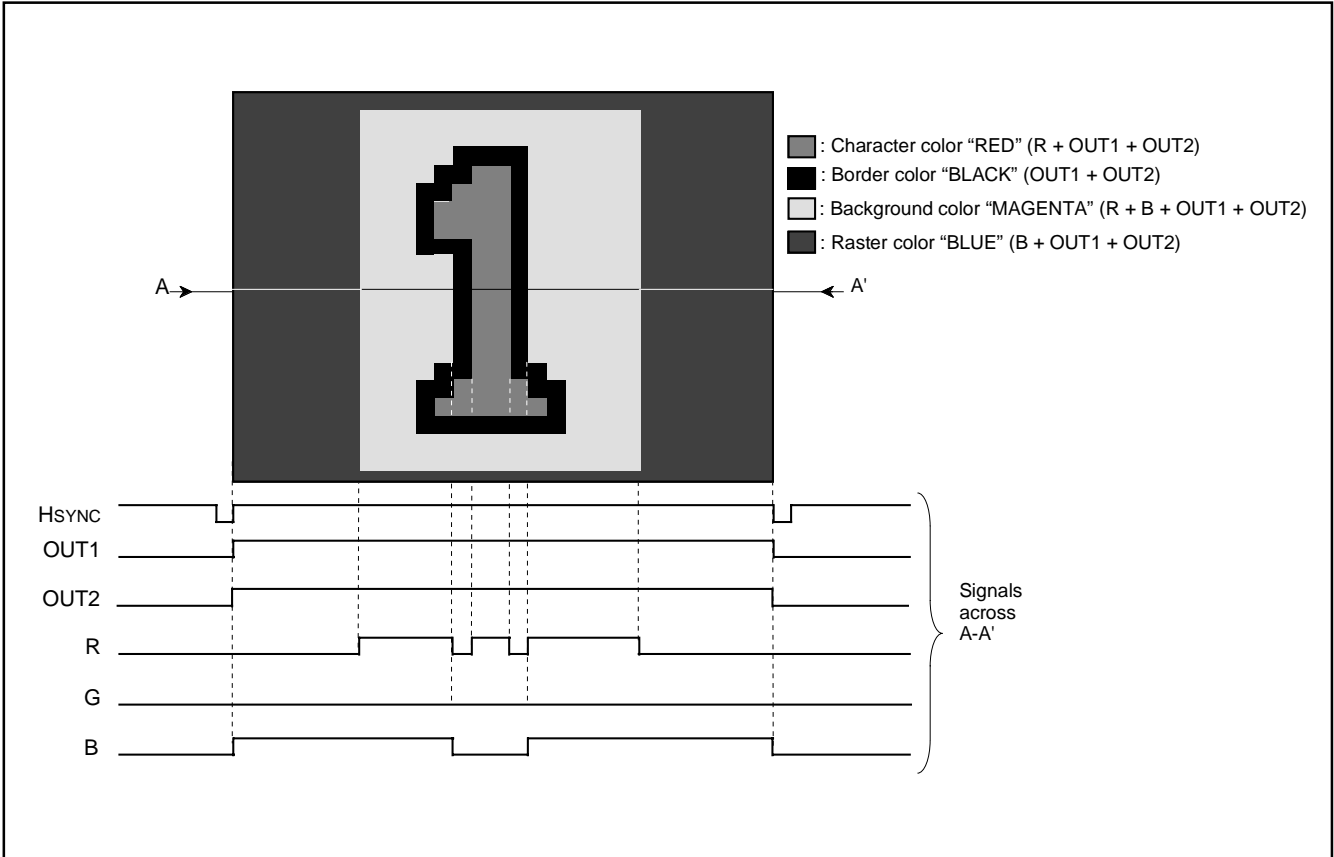 : Character color “RED” (R + OUT1 + OUT2)
: Border color “BLACK” (OUT1 + OUT2)
: Background color “MAGENTA” (R + B + OUT1 + OUT2)
: Raster color “BLUE” (B + OUT1 + OUT2)
A
A'
1
HSYNC
OUT1
OUT2
R
G
B
Signals
across
A-A'